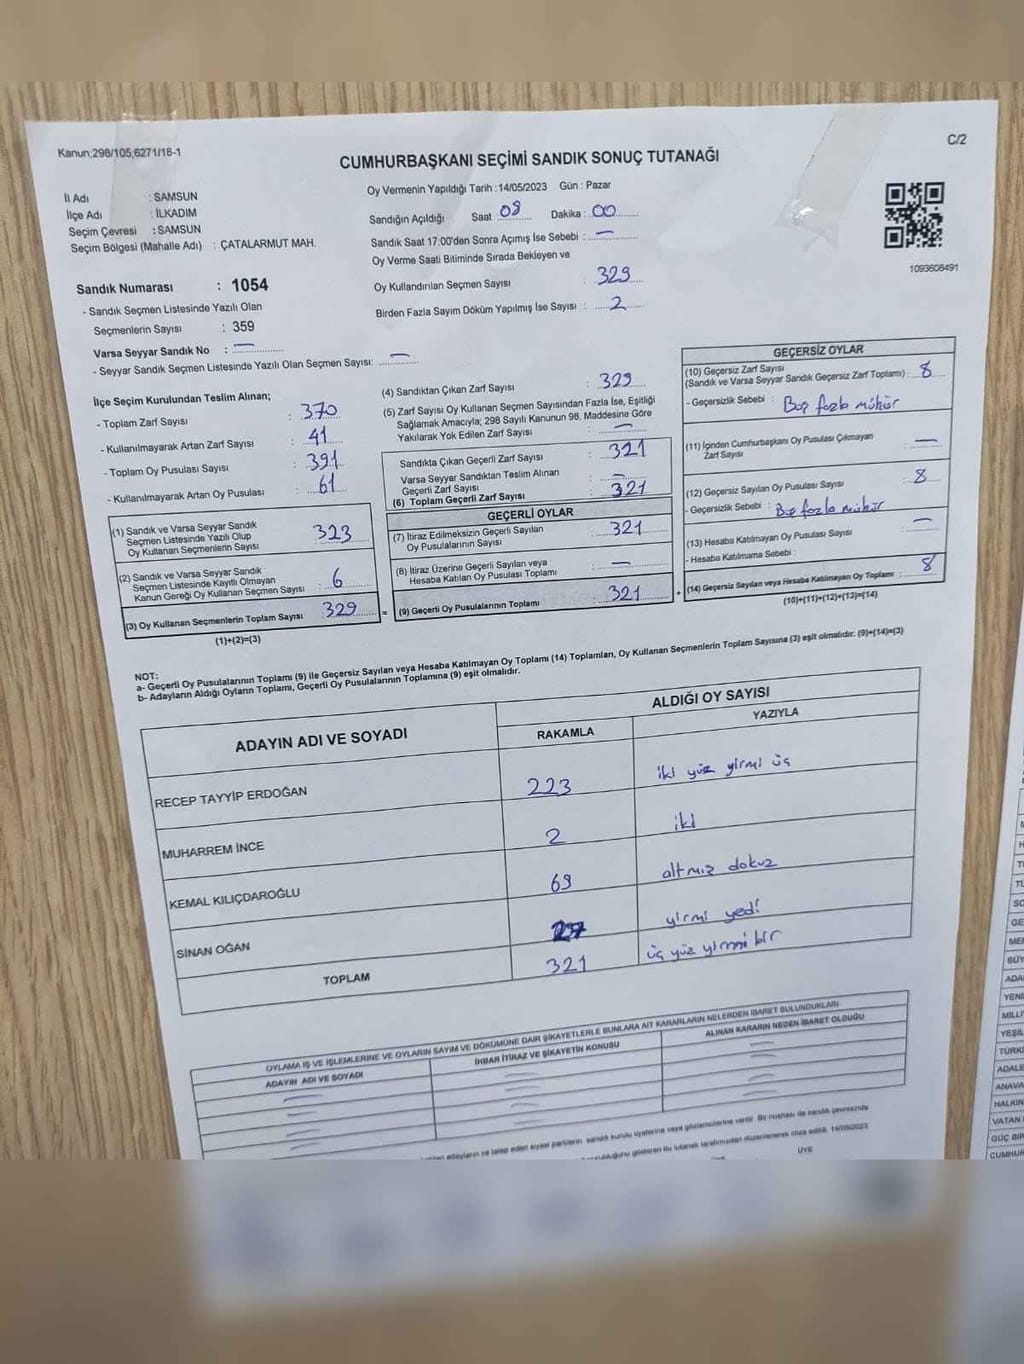 Kanun;298/105,6271/18-1
C/2
CUMHURBAŞKANI SEÇİMİ SANDIK SONUÇ TUTANAĞI
İl Adı : SAMSUN
İlçe Adı : İLKADIM
Seçim Çevresi : SAMSUN
Seçim Bölgesi (Mahalle Adı) : ÇATALARMUT MAH.
Sandık Numarası : 1054
- Sandık Seçmen Listesinde Yazılı Olan
Seçmenlerin Sayısı : 359
Varsa Seyyar Sandık No : —
- Seyyar Sandık Seçmen Listesinde Yazılı Olan Seçmen Sayısı: —
Oy Vermenin Yapıldığı Tarih :14/05/2023 Gün : Pazar
Sandığın Açıldığı Saat 08 Dakika : 00
Sandık Saat 17:00'den Sonra Açımış İse Sebebi : —
Oy Verme Saati Bitiminde Sırada Bekleyen ve
Oy Kullandırılan Seçmen Sayısı : 329
Birden Fazla Sayım Döküm Yapılmış İse Sayısı : 2
1093608491
İlçe Seçim Kurulundan Teslim Alınan;
- Toplam Zarf Sayısı : 370
- Kullanılmayarak Artan Zarf Sayısı : 41
- Toplam Oy Pusulası Sayısı : 391
- Kullanılmayarak Artan Oy Pusulası : 61
(1) Sandık ve Varsa Seyyar Sandık
Seçmen Listesinde Yazılı Olup
Oy Kullanan Seçmenlerin Sayısı : 323
(2) Sandık ve Varsa Seyyar Sandık
Seçmen Listesinde Kayıtlı Olmayan
Kanun Gereği Oy Kullanan Seçmen Sayısı : 6
(3) Oy Kullanan Seçmenlerin Toplam Sayısı : 329
(1)+(2)=(3)
(4) Sandıktan Çıkan Zarf Sayısı : 329
(5) Zarf Sayısı Oy Kullanan Seçmen Sayısından Fazla İse, Eşitliği
Sağlamak Amacıyla; 298 Sayılı Kanunun 98. Maddesine Göre
Yakılarak Yok Edilen Zarf Sayısı : —
Sandıkta Çıkan Geçerli Zarf Sayısı : 321
Varsa Seyyar Sandıktan Teslim Alınan
Geçerli Zarf Sayısı : —
(6) Toplam Geçerli Zarf Sayısı : 321
GEÇERLİ OYLAR
(7) İtiraz Edilmeksizin Geçerli Sayılan
Oy Pusulalarının Sayısı : 321
(8) İtiraz Üzerine Geçerli Sayılan veya
Hesaba Katılan Oy Pusulası Toplamı : —
(9) Geçerli Oy Pusulalarının Toplamı : 321
GEÇERSİZ OYLAR
(10) Geçersiz Zarf Sayısı
(Sandık ve Varsa Seyyar Sandık Geçersiz Zarf Toplamı) : 8
- Geçersizlik Sebebi : fazla mühür
(11) İçinden Cumhurbaşkanı Oy Pusulası Çıkmayan
Zarf Sayısı : —
(12) Geçersiz Sayılan Oy Pusulası Sayısı : 8
- Geçersizlik Sebebi : fazla mühür
(13) Hesaba Katılmayan Oy Pusulası Sayısı : —
- Hesaba Katılmama Sebebi :
(14) Geçersiz Sayılan veya Hesaba Katılmayan Oy Toplamı : 8
(10)+(11)+(12)+(13)=(14)
NOT:
a- Geçerli Oy Pusulalarının Toplamı (9) ile Geçersiz Sayılan veya Hesaba Katılmayan Oy Toplamı (14) Toplamları, Oy Kullanan Seçmenlerin Toplam Sayısına (3) eşit olmalıdır. (9)+(14)=(3)
b- Adayların Aldığı Oyların Toplamı, Geçerli Oy Pusulalarının Toplamına (9) eşit olmalıdır.
ADAYIN ADI VE SOYADI
ALDIĞI OY SAYISI
RAKAMLA YAZIYLA
RECEP TAYYİP ERDOĞAN 223 iki yüz yirmi üç
MUHARREM İNCE 2 iki
KEMAL KILIÇDAROĞLU 69 altmış dokuz
SİNAN OĞAN 27 yirmi yedi
TOPLAM 321 üç yüz yirmi bir
OYLAMA İŞ VE İŞLEMLERİNE VE OYLARIN SAYIM VE DÖKÜMÜNE DAİR ŞİKAYETLERLE BUNLARA AİT KARARLARIN NELERDEN İBARET BULUNDUKLARI
ADAYIN ADI VE SOYADI
İHBAR İTİRAZ VE ŞİKAYETİN KONUSU
ALINAN KARARIN NEDEN İBARET OLDUĞU
ÜYE